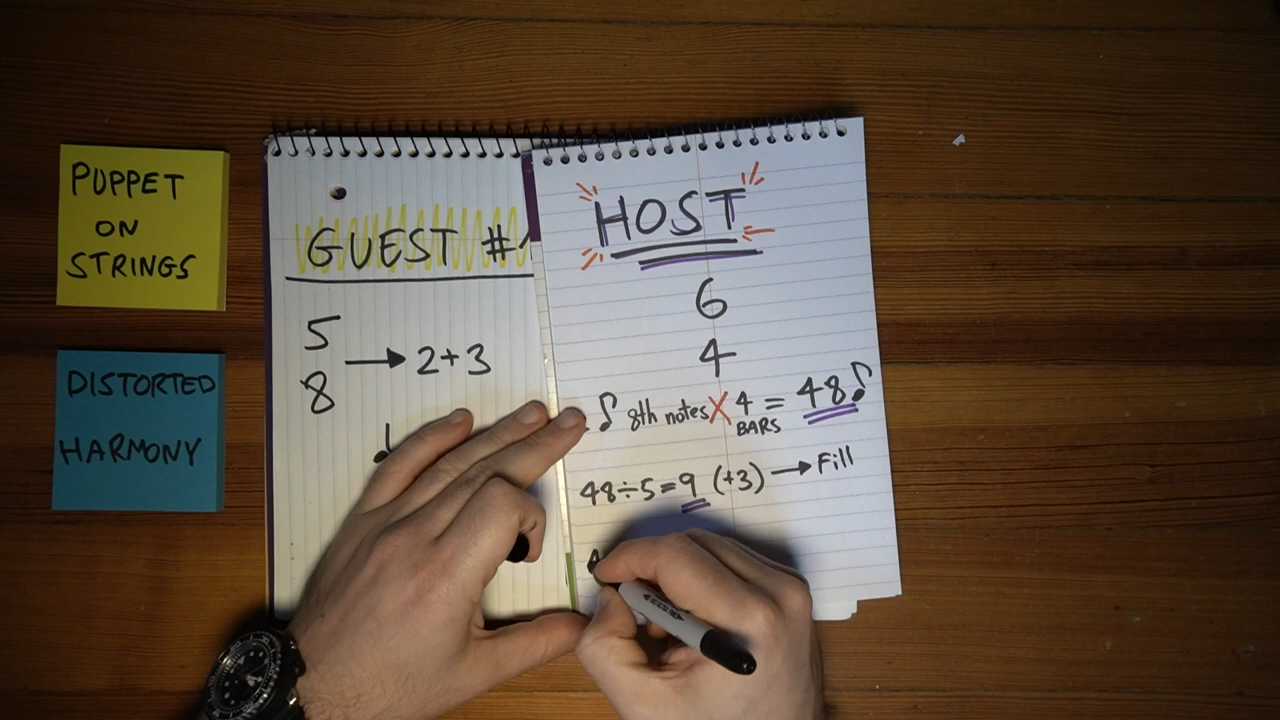 PUPPET
ON
STRINGS
DISTORTED
HARMONY
GUEST #1
5
8 → 2+3
♩
HOST
6
4
♪ 8th notes X 4 = 48♪
BARS
48÷5=9 (+3) → Fill